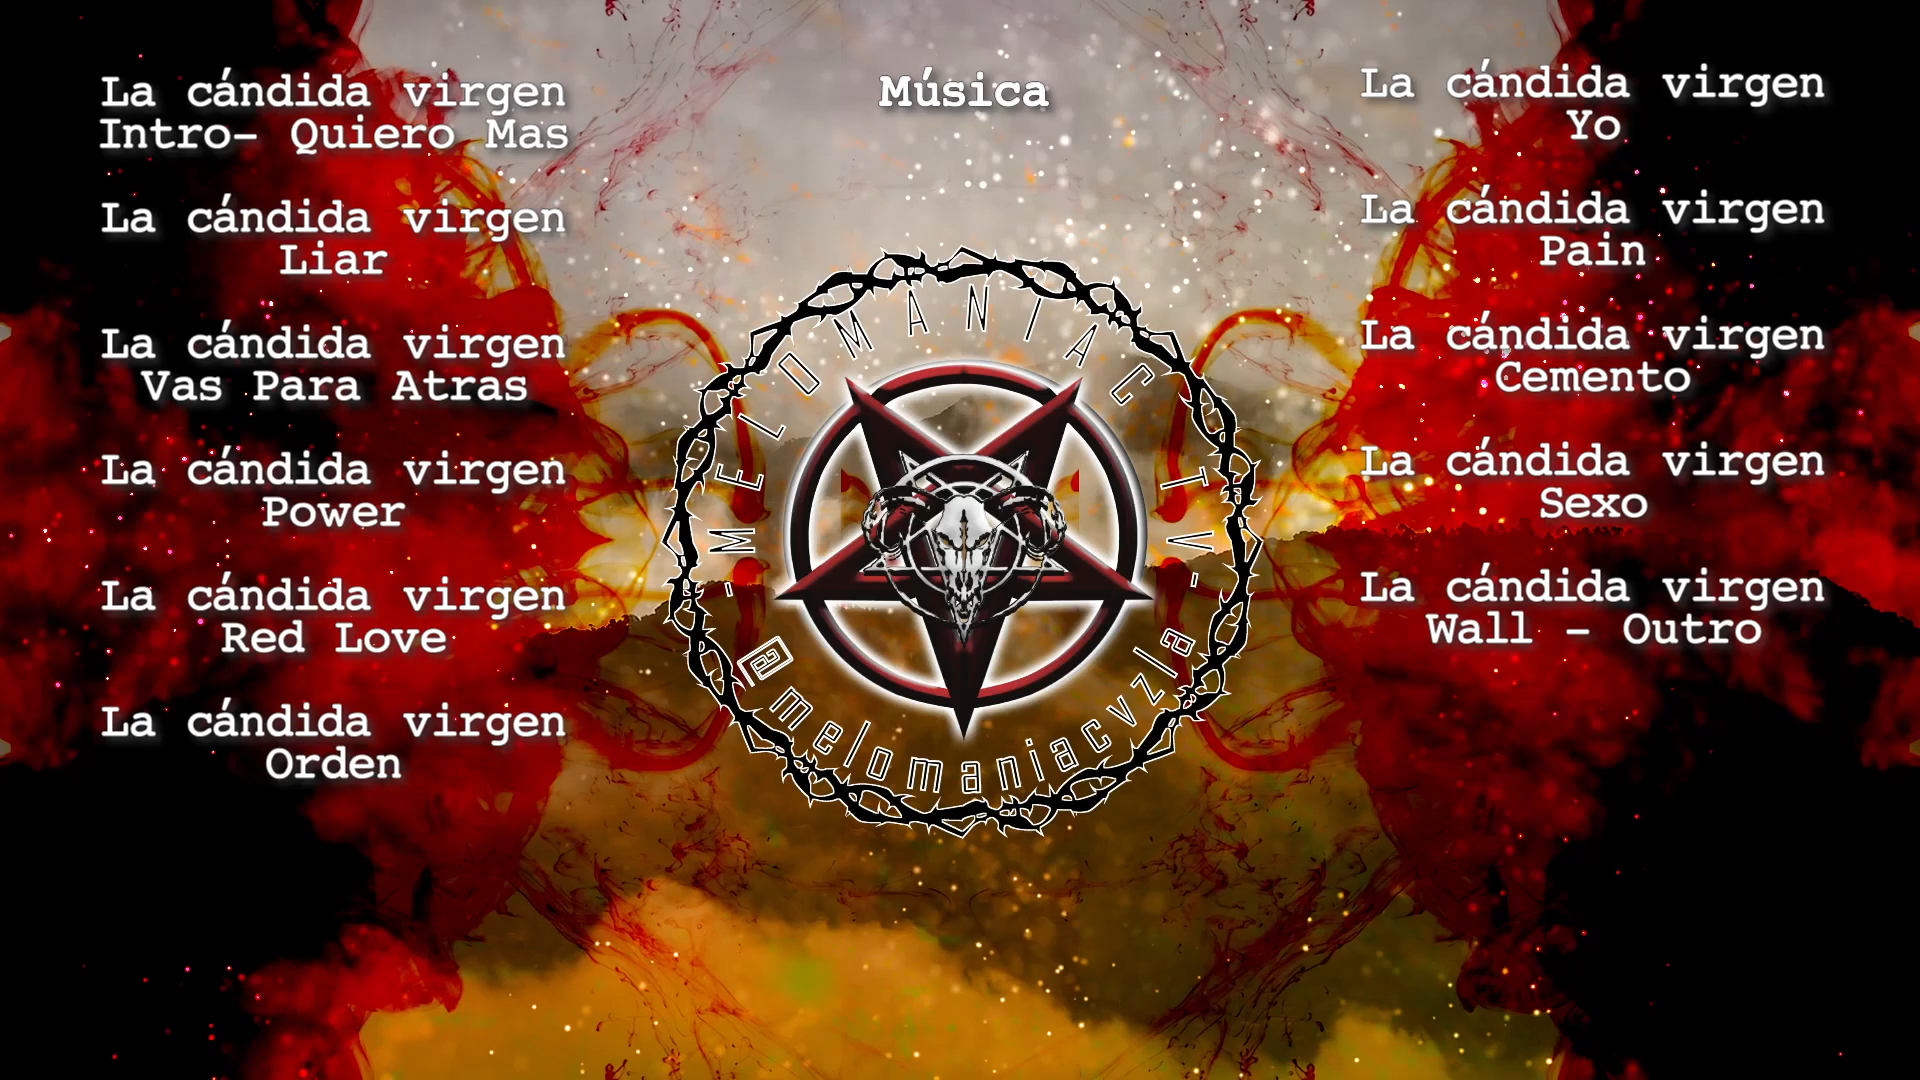 Música
La cándida virgen
Intro- Quiero Mas
La cándida virgen
Liar
La cándida virgen
Vas Para Atras
La cándida virgen
Power
La cándida virgen
Red Love
La cándida virgen
Orden
La cándida virgen
Yo
La cándida virgen
Pain
La cándida virgen
Cemento
La cándida virgen
Sexo
La cándida virgen
Wall - Outro
- MELOMANIAC TV -
@melomaniacvzla